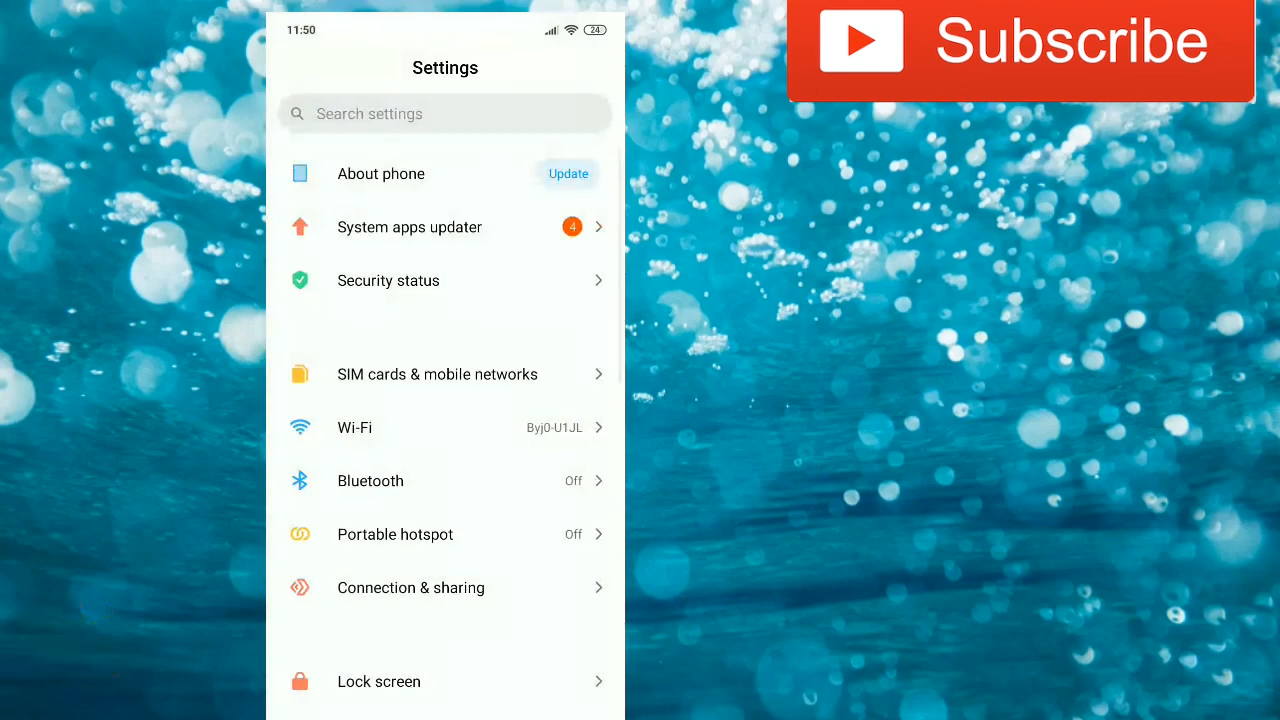 11:50
24
Subscribe
Settings
Search settings
About phone Update
System apps updater 4
Security status
SIM cards & mobile networks
Wi-Fi Byj0-U1JL
Bluetooth Off
Portable hotspot Off
Connection & sharing
Lock screen